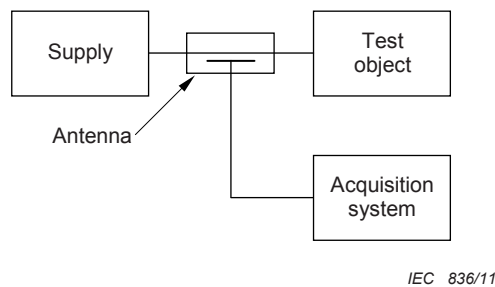 Supply
Test
object
Antenna
Acquisition
system
IEC 836/11